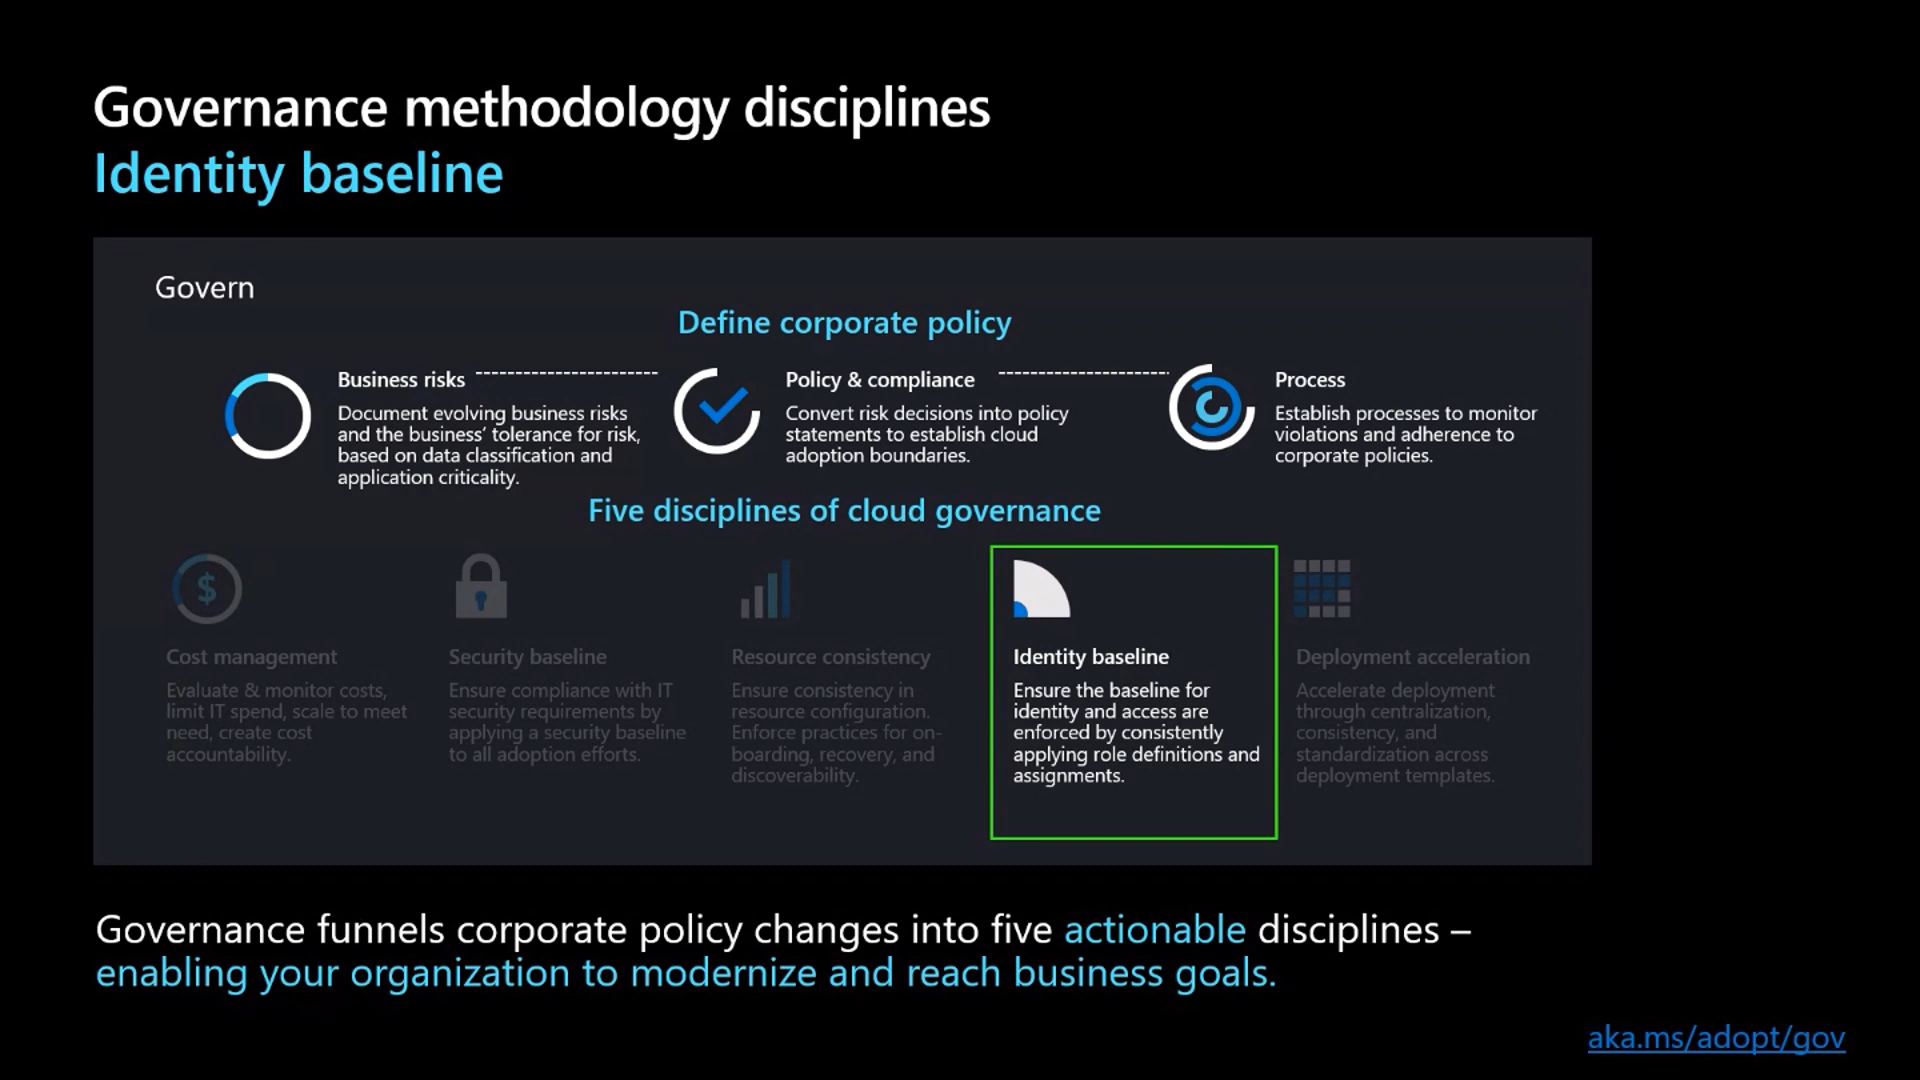 Governance methodology disciplines
Identity baseline
Govern
Define corporate policy
Business risks
Document evolving business risks
and the business' tolerance for risk,
based on data classification and
application criticality.
Policy & compliance
Convert risk decisions into policy
statements to establish cloud
adoption boundaries.
Process
Establish processes to monitor
violations and adherence to
corporate policies.
Five disciplines of cloud governance
$
Cost management
Evaluate & monitor costs,
limit IT spend, scale to meet
need, create cost
accountability.
Security baseline
Ensure compliance with IT
security requirements by
applying a security baseline
to all adoption efforts.
Resource consistency
Ensure consistency in
resource configuration.
Enforce practices for on-
boarding, recovery, and
discoverability.
Identity baseline
Ensure the baseline for
identity and access are
enforced by consistently
applying role definitions and
assignments.
Deployment acceleration
Accelerate deployment
through centralization,
consistency, and
standardization across
deployment templates.
Governance funnels corporate policy changes into five actionable disciplines –
enabling your organization to modernize and reach business goals.
aka.ms/adopt/gov